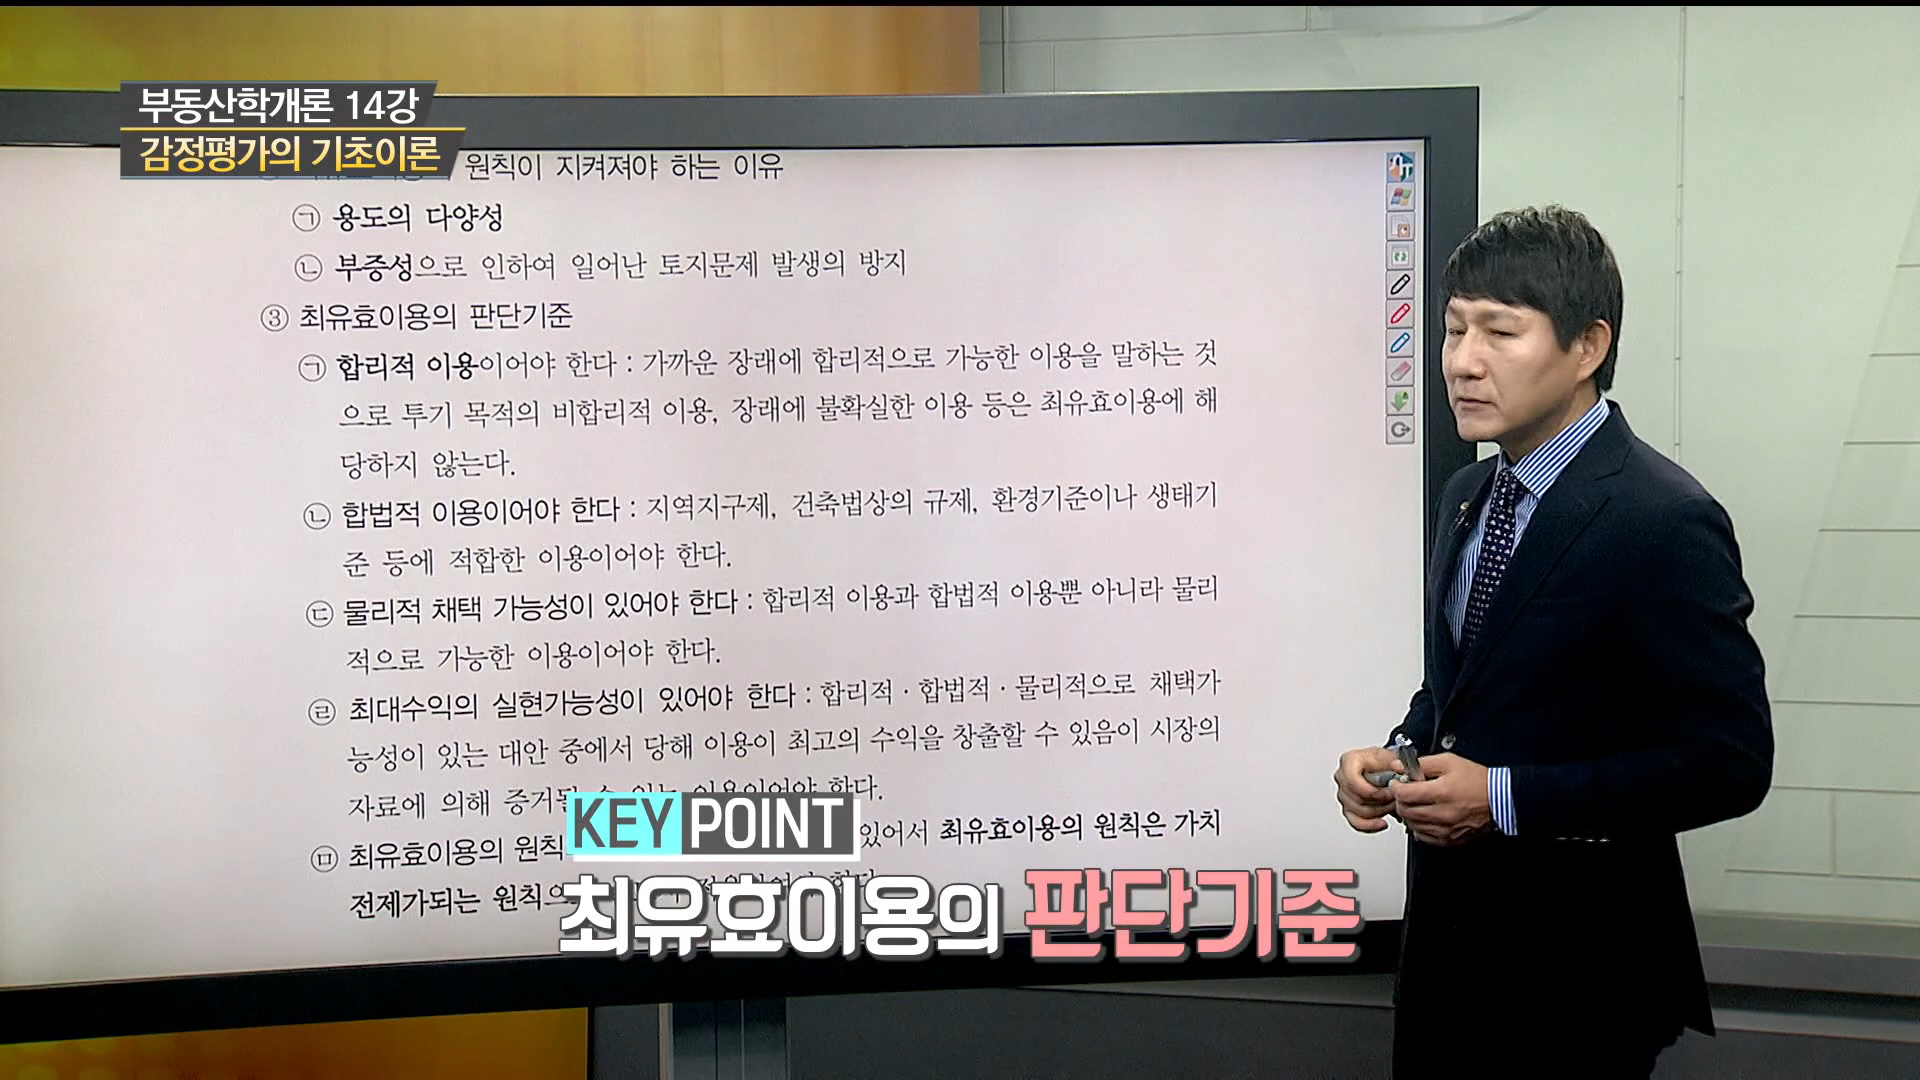 부동산학개론 14강
감정평가의 기초이론
원칙이 지켜져야 하는 이유
㉠ 용도의 다양성
㉡ 부증성으로 인하여 일어난 토지문제 발생의 방지
③ 최유효이용의 판단기준
㉠ 합리적 이용이어야 한다 : 가까운 장래에 합리적으로 가능한 이용을 말하는 것
으로 투기 목적의 비합리적 이용, 장래에 불확실한 이용 등은 최유효이용에 해
당하지 않는다.
㉡ 합법적 이용이어야 한다 : 지역지구제, 건축법상의 규제, 환경기준이나 생태기
준 등에 적합한 이용이어야 한다.
㉢ 물리적 채택 가능성이 있어야 한다 : 합리적 이용과 합법적 이용뿐 아니라 물리
적으로 가능한 이용이어야 한다.
㉣ 최대수익의 실현가능성이 있어야 한다 : 합리적·합법적·물리적으로 채택가
능성이 있는 대안 중에서 당해 이용이 최고의 수익을 창출할 수 있음이 시장의
자료에 의해 증거될 수 있는 이용이어야 한다.
㉤ 최유효이용의 원칙 있어서 최유효이용의 원칙은 가치
전제가되는 원칙으
KEY POINT
최유효이용의 판단기준